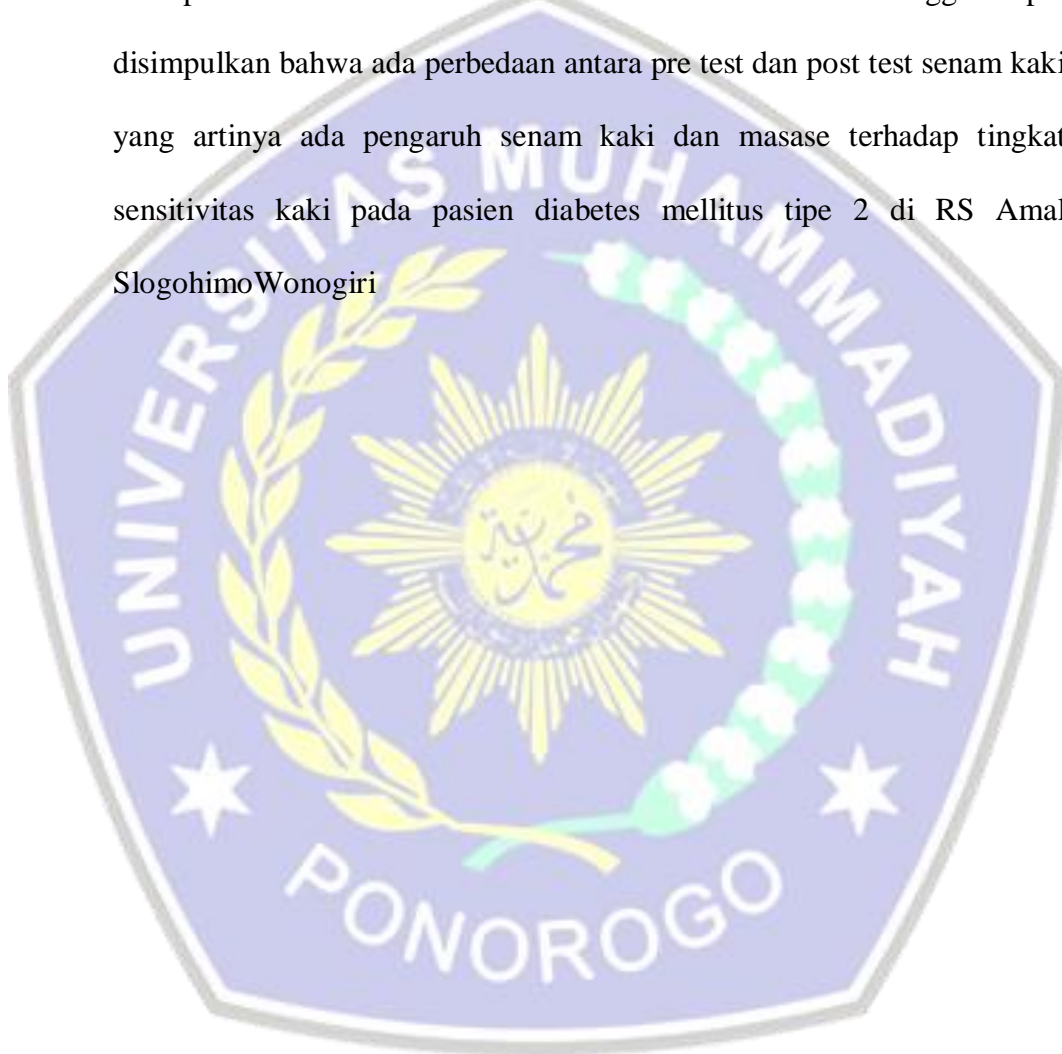 disimpulkan bahwa ada perbedaan antara pre test dan post test senam kaki
yang artinya ada pengaruh senam kaki dan masase terhadap tingkat
sensitivitas kaki pada pasien diabetes mellitus tipe 2 di RS Amal
SlogohimoWonogiri
UNIVERSITAS MUHAMMADIYAH
PONOROGO
محمدية